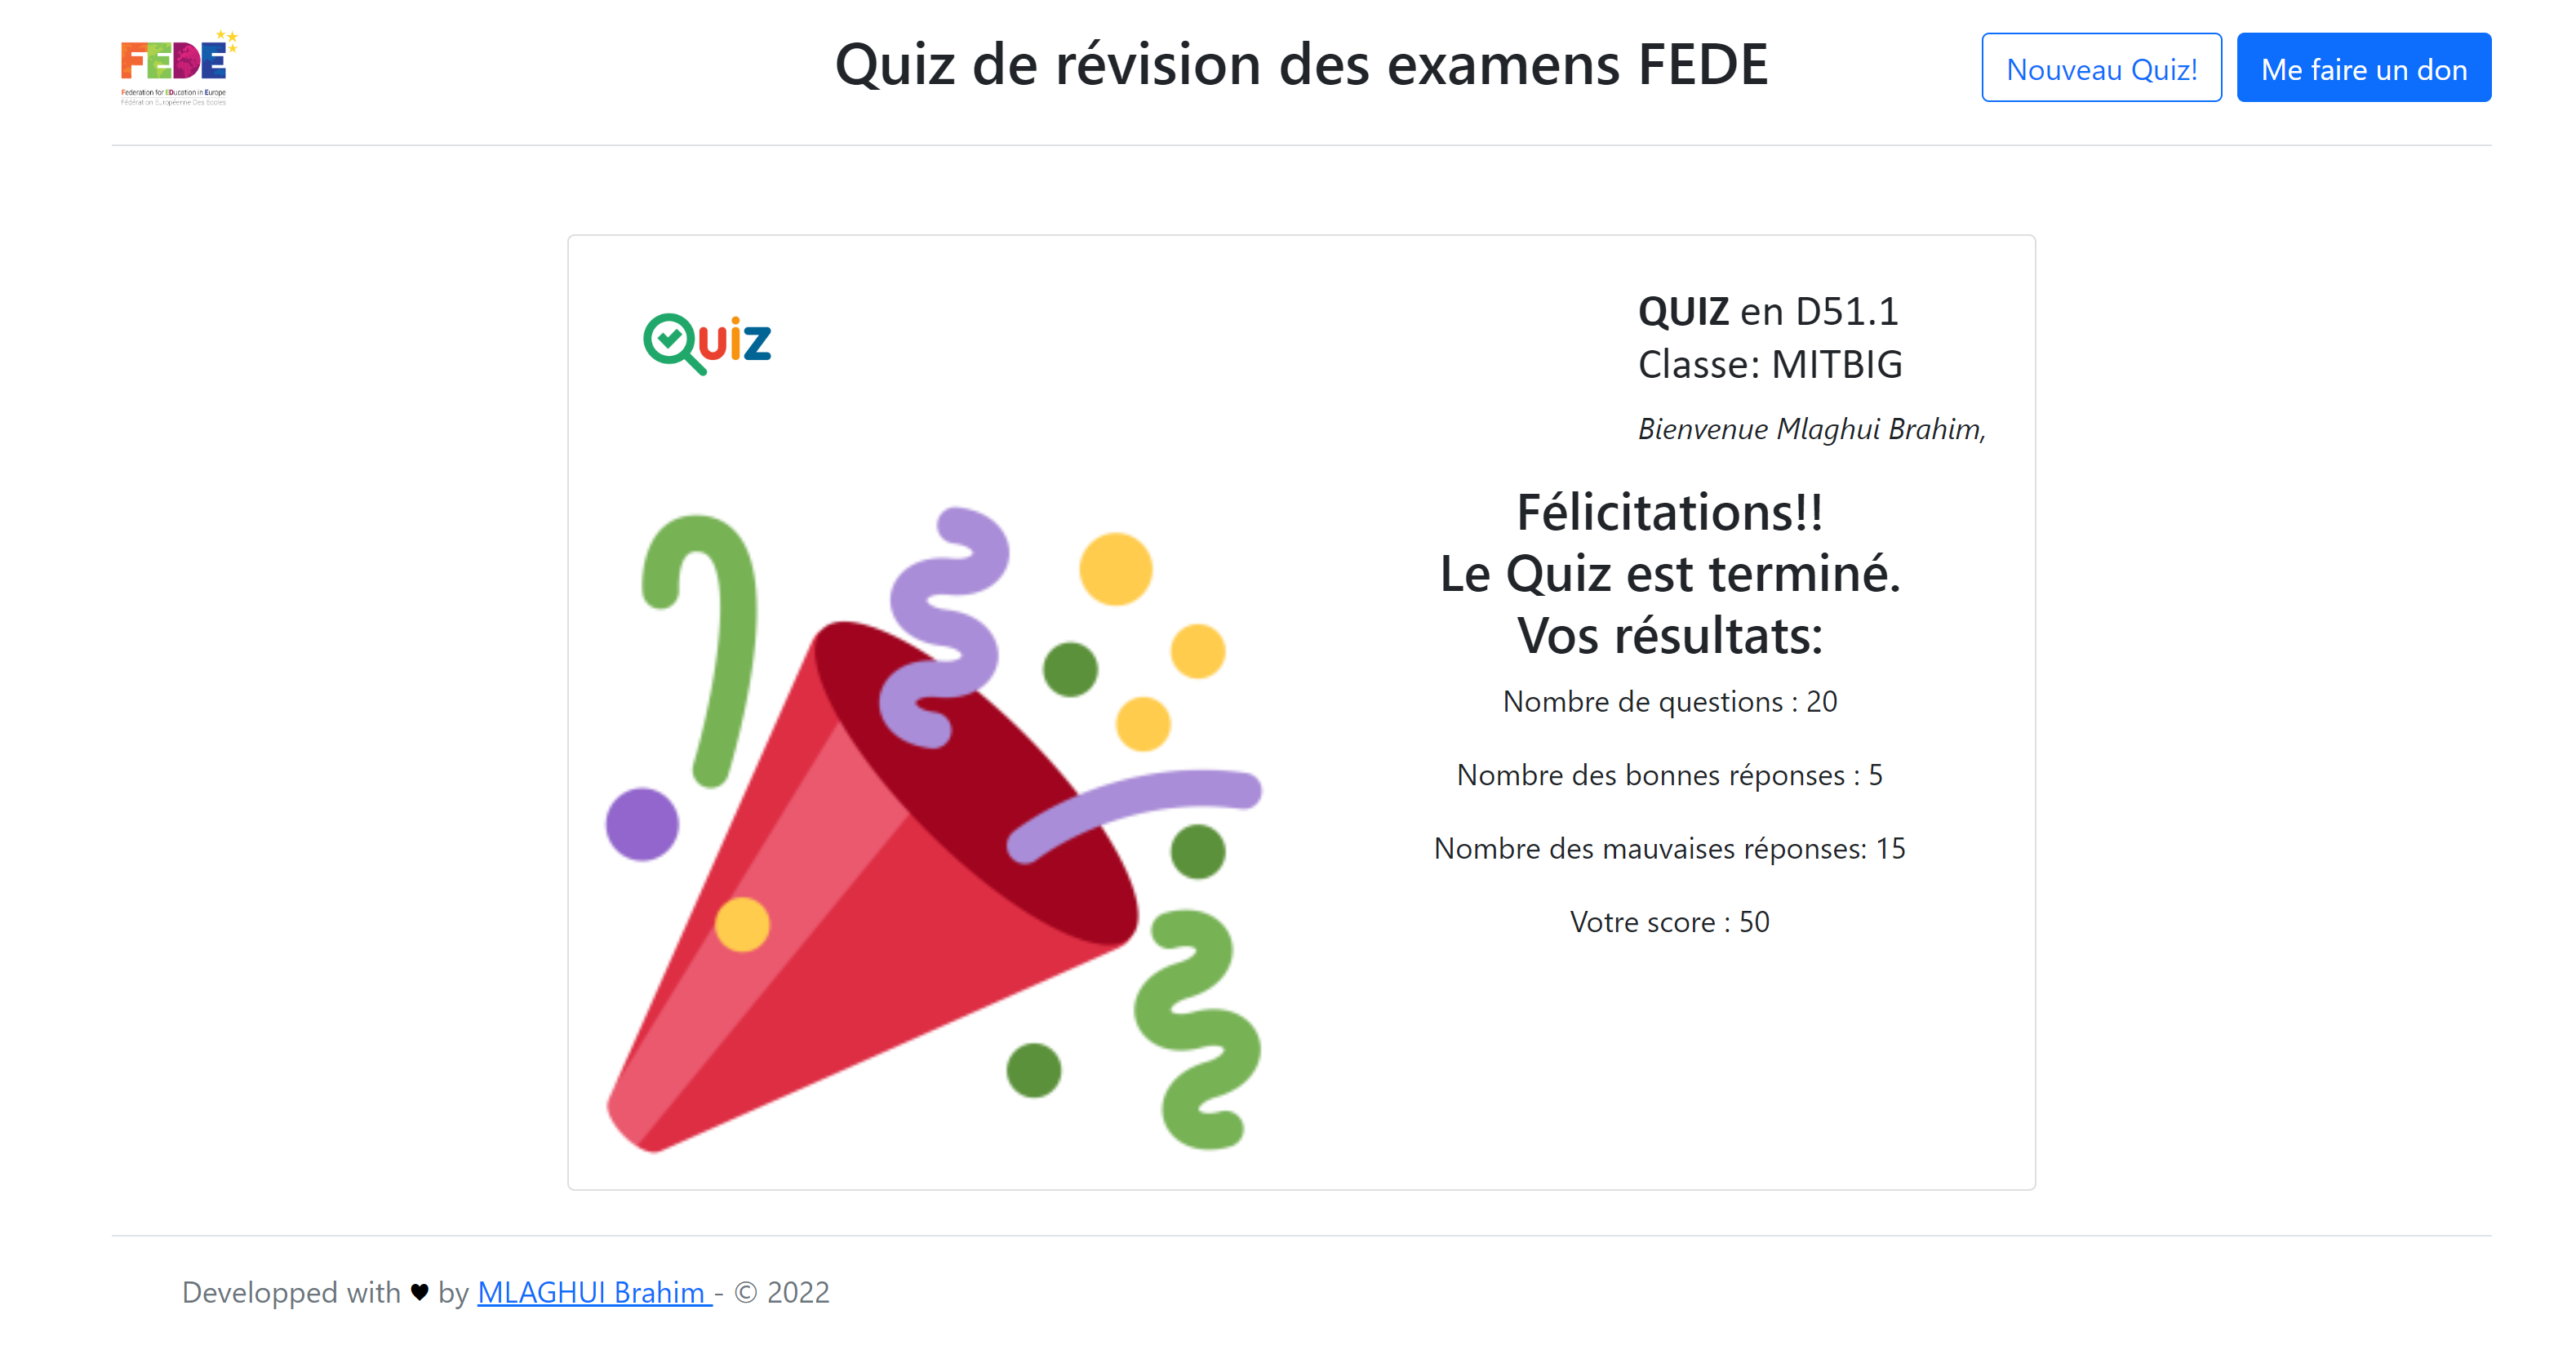 FEDE
Federation for EDucation in Europe
Fédération Européenne Des Ecoles
Quiz de révision des examens FEDE
Nouveau Quiz!
Me faire un don
Quiz
QUIZ en D51.1
Classe: MITBIG
Bienvenue Mlaghui Brahim,
Félicitations!!
Le Quiz est terminé.
Vos résultats:
Nombre de questions : 20
Nombre des bonnes réponses : 5
Nombre des mauvaises réponses: 15
Votre score : 50
Developped with ♥ by MLAGHUI Brahim - © 2022